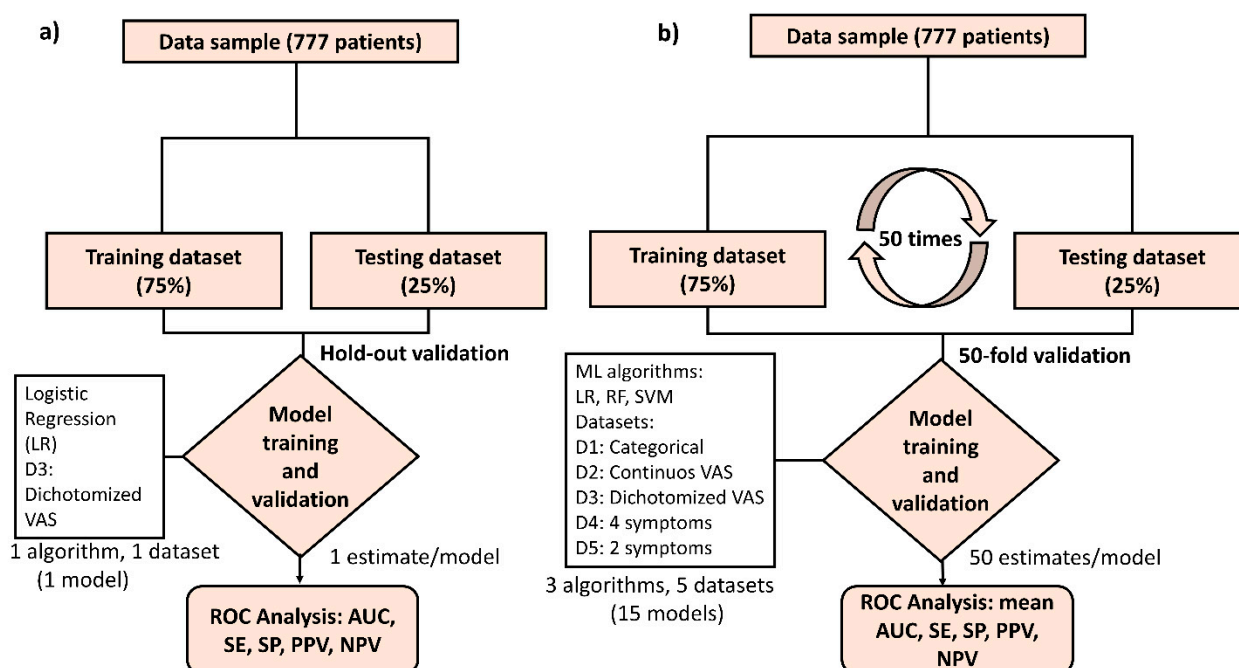 a)
Data sample (777 patients)
Training dataset
(75%)
Testing dataset
(25%)
Hold-out validation
Logistic
Regression
(LR)
D3:
Dichotomized
VAS
1 algorithm, 1 dataset
(1 model)
Model
training
and
validation
1 estimate/model
ROC Analysis: AUC,
SE, SP, PPV, NPV
b)
Data sample (777 patients)
50 times
Training dataset
(75%)
Testing dataset
(25%)
50-fold validation
ML algorithms:
LR, RF, SVM
Datasets:
D1: Categorical
D2: Continuos VAS
D3: Dichotomized VAS
D4: 4 symptoms
D5: 2 symptoms
3 algorithms, 5 datasets
(15 models)
Model
training
and
validation
50 estimates/model
ROC Analysis: mean
AUC, SE, SP, PPV,
NPV